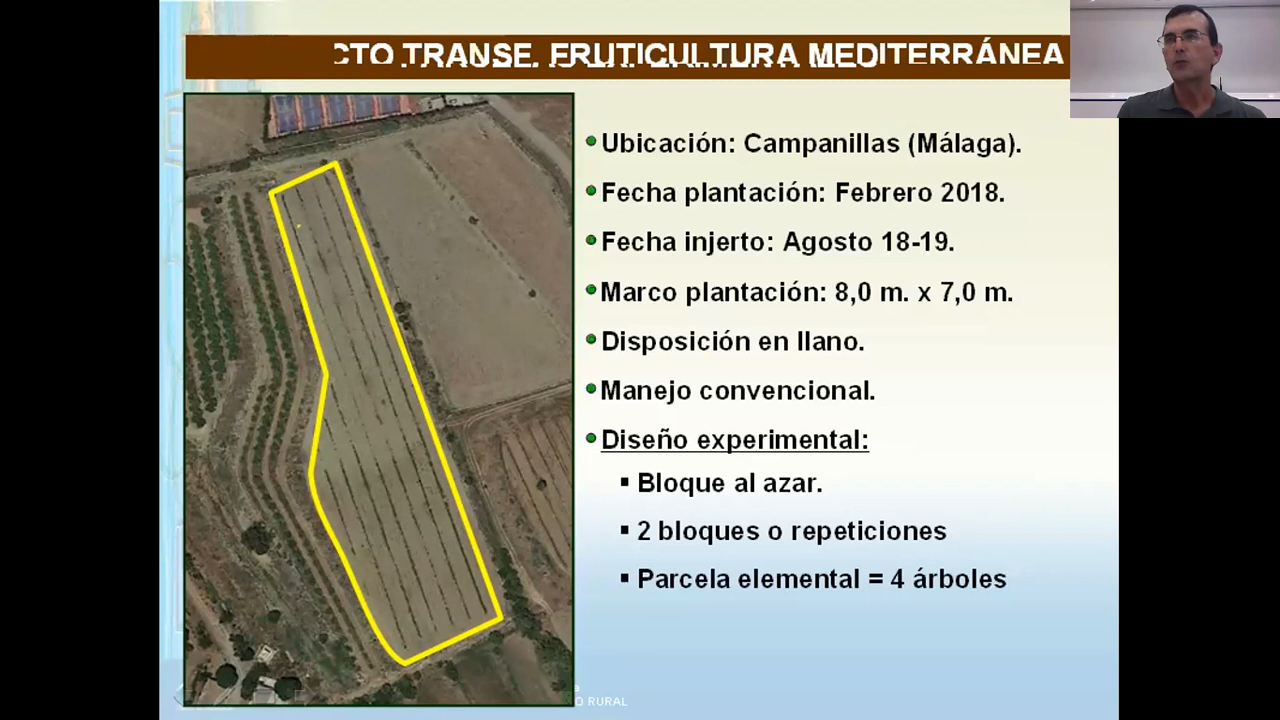 CTO TRANSF. FRUTICULTURA MEDITERRÁNEA
Ubicación: Campanillas (Málaga).
Fecha plantación: Febrero 2018.
Fecha injerto: Agosto 18-19.
Marco plantación: 8,0 m. x 7,0 m.
Disposición en llano.
Manejo convencional.
Diseño experimental:
Bloque al azar.
2 bloques o repeticiones
Parcela elemental = 4 árboles
O RURAL